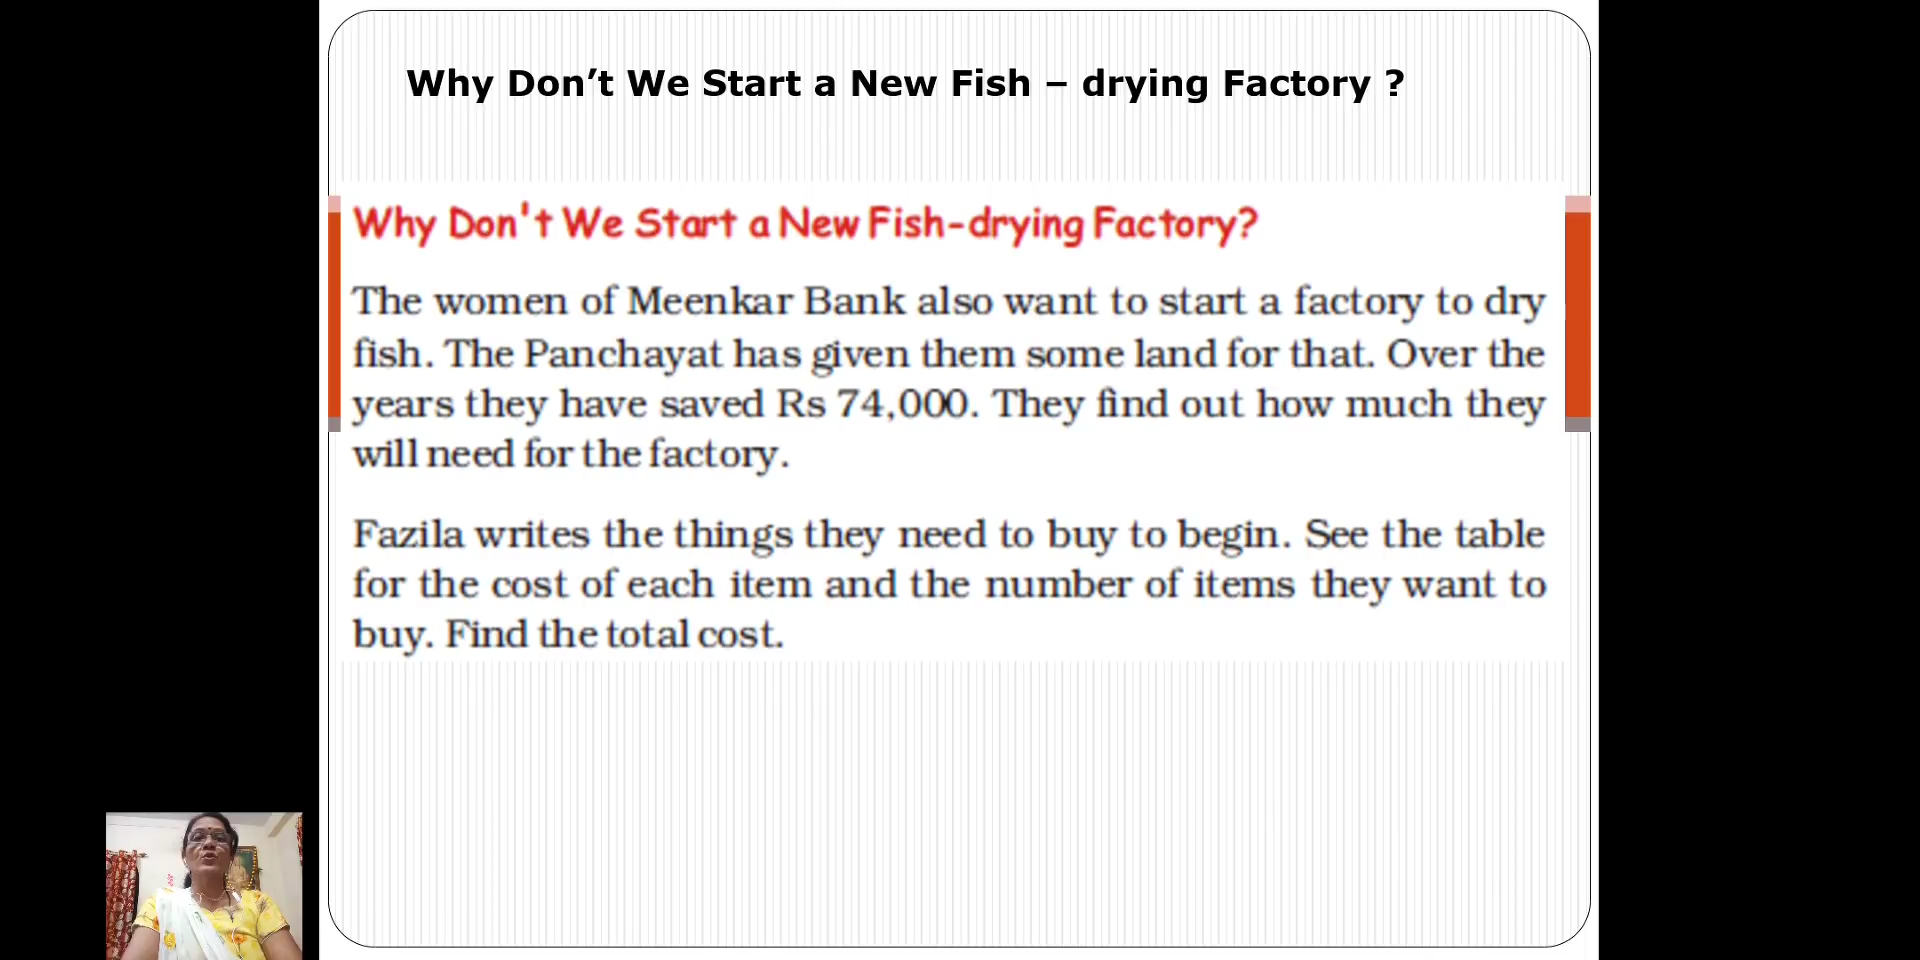 Why Don’t We Start a New Fish – drying Factory ?
Why Don't We Start a New Fish-drying Factory?
The women of Meenkar Bank also want to start a factory to dry
fish. The Panchayat has given them some land for that. Over the
years they have saved Rs 74,000. They find out how much they
will need for the factory.
Fazila writes the things they need to buy to begin. See the table
for the cost of each item and the number of items they want to
buy. Find the total cost.